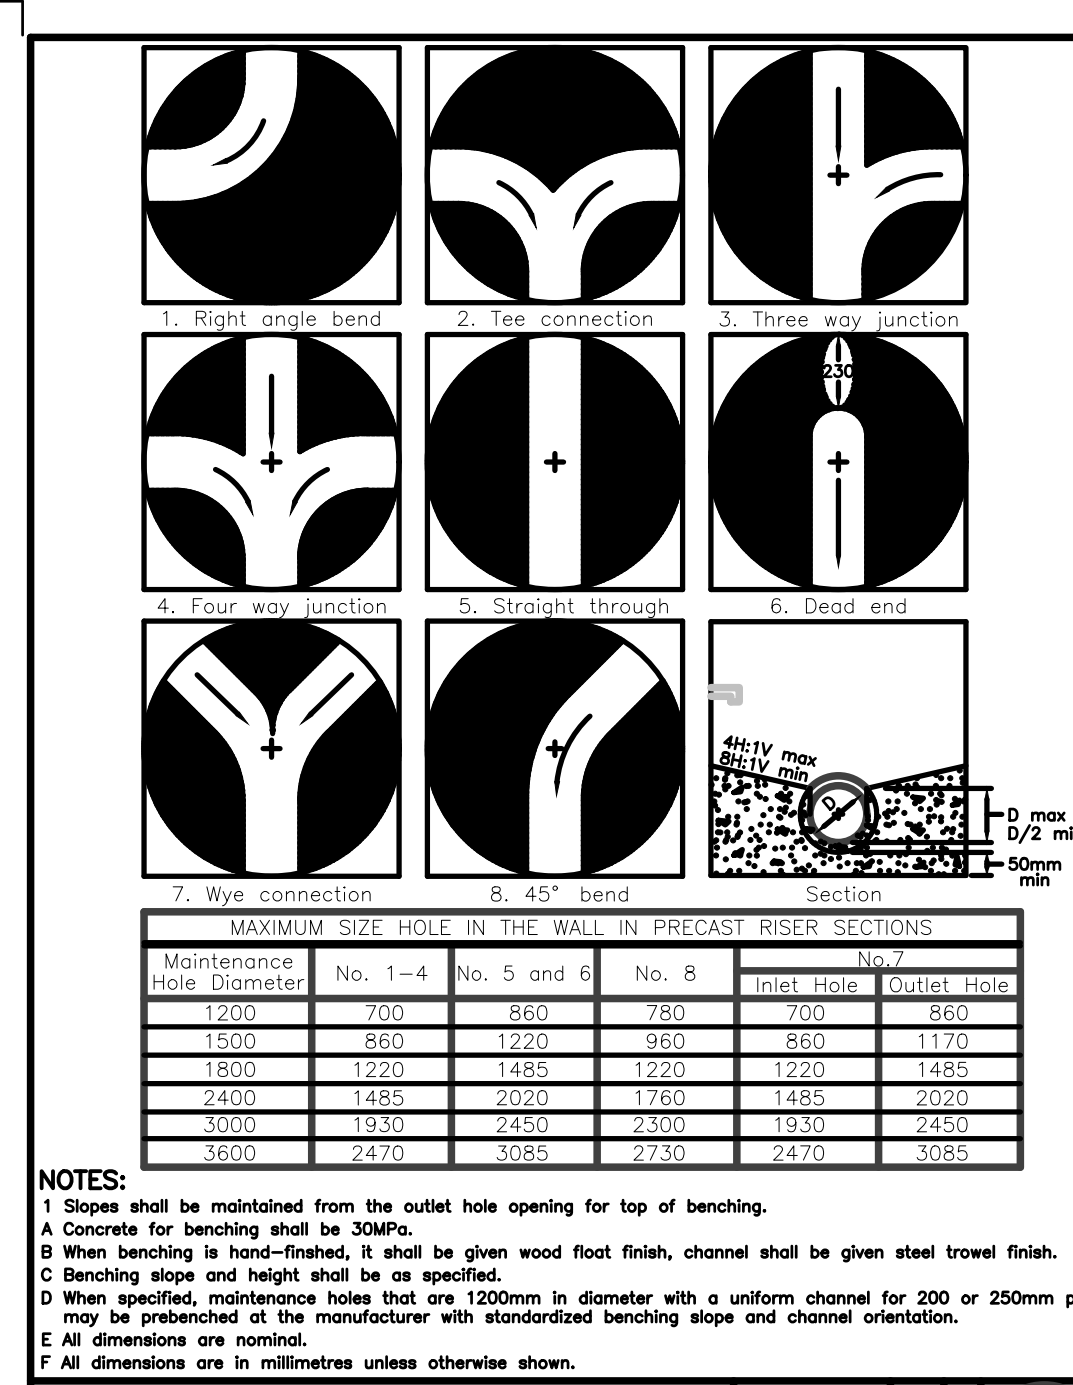 1. Right angle bend
2. Tee connection
3. Three way junction
230
4. Four way junction
5. Straight through
6. Dead end
4H:1V max
8H:1V min
D
D max
D/2
50mm
min
7. Wye connection
8. 45° bend
Section
MAXIMUM SIZE HOLE IN THE WALL IN PRECAST RISER SECTIONS
Maintenance Hole Diameter No. 1-4 No. 5 and 6 No. 8 No.7
Inlet Hole Outlet Hole
1200 700 860 780 700 860
1500 860 1220 960 860 1170
1800 1220 1485 1220 1220 1485
2400 1485 2020 1760 1485 2020
3000 1930 2450 2300 1930 2450
3600 2470 3085 2730 2470 3085
NOTES:
1 Slopes shall be maintained from the outlet hole opening for top of benching.
A Concrete for benching shall be 30MPa.
B When benching is hand-finshed, it shall be given wood float finish, channel shall be given steel trowel finish.
C Benching slope and height shall be as specified.
D When specified, maintenance holes that are 1200mm in diameter with a uniform channel for 200 or 250mm
may be prebenched at the manufacturer with standardized benching slope and channel orientation.
E All dimensions are nominal.
F All dimensions are in millimetres unless otherwise shown.